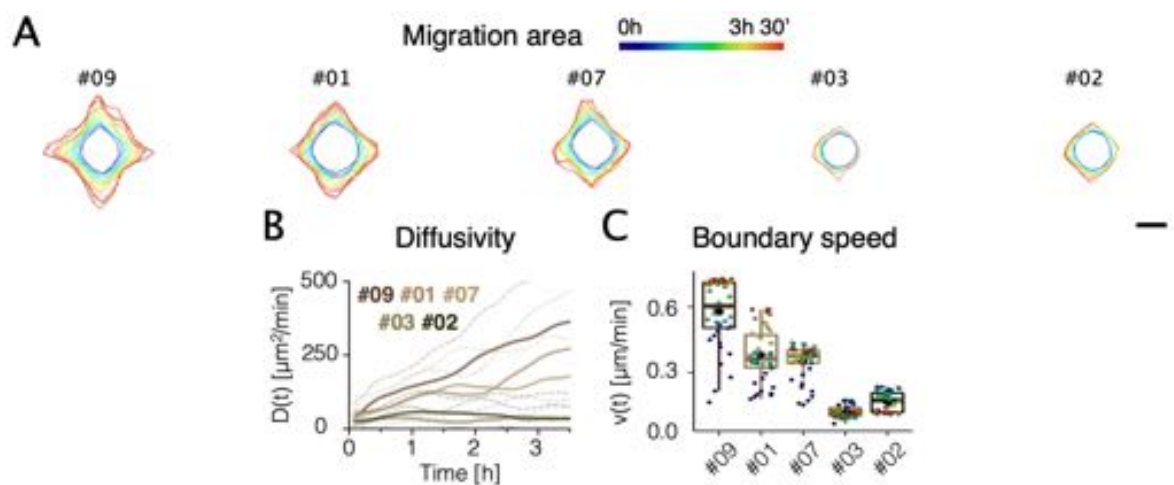 A
Migration area
0h
3h 30'
#09
#01
#07
#03
#02
B
Diffusivity
D(t) [µm²/min]
500
250
0
#09 #01 #07
#03 #02
0
1
2
3
Time [h]
C
Boundary speed
v(t) [µm/min]
0.6
0.3
0.0
#09
#01
#07
#03
#02